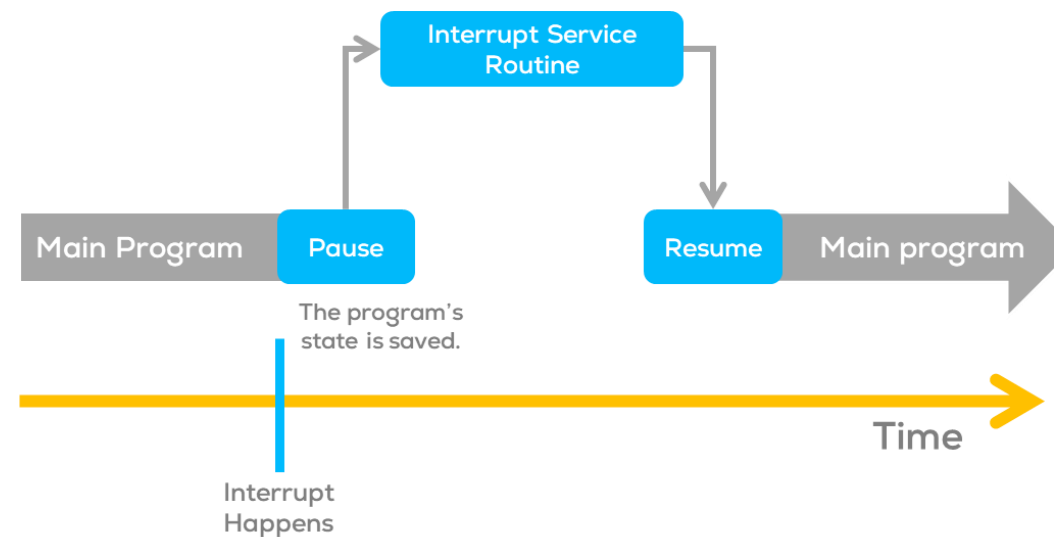 Interrupt Service
Routine
Main Program
Pause
Resume
Main program
The program's
state is saved.
Time
Interrupt
Happens